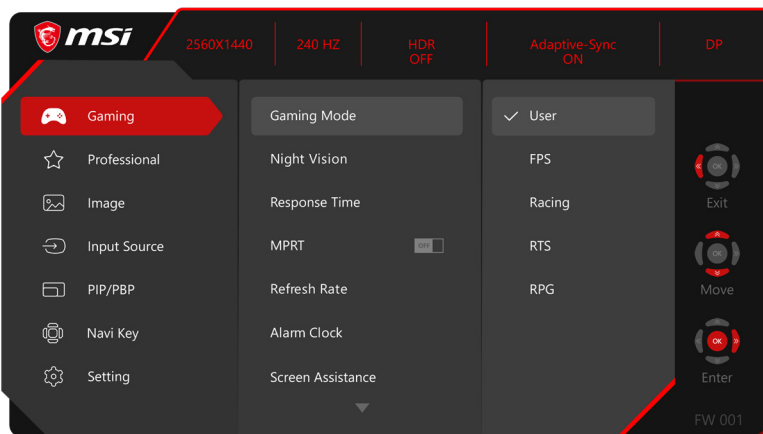 msi
2560X1440
240 HZ
HDR
OFF
Adaptive-Sync
ON
DP
Gaming
Professional
Image
Input Source
PIP/PBP
Navi Key
Setting
Gaming Mode
Night Vision
Response Time
MPRT
OFF
Refresh Rate
Alarm Clock
Screen Assistance
User
FPS
Racing
RTS
RPG
OK
Exit
OK
Move
OK
Enter
FW 001